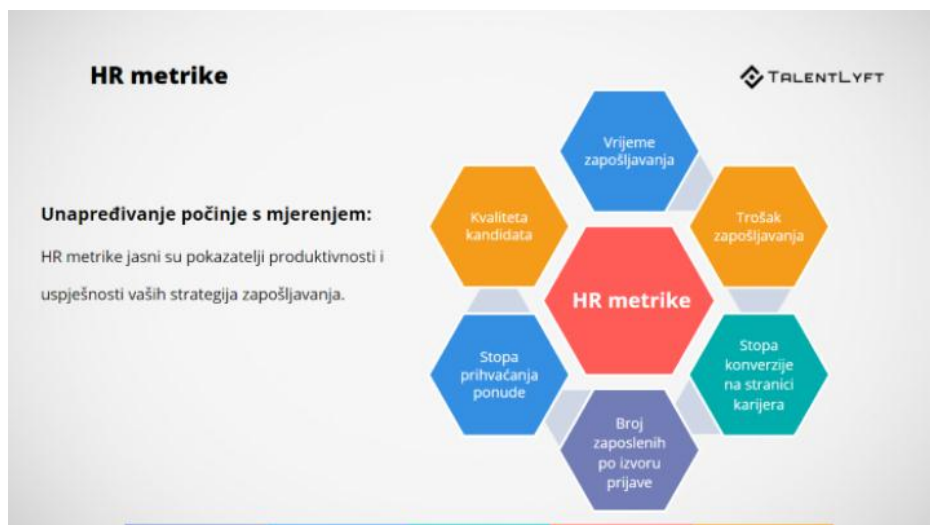 HR metrike
TALENTLYFT
Unapređivanje počinje s mjerenjem:
HR metrike jasni su pokazatelji produktivnosti i
uspješnosti vaših strategija zapošljavanja.
Vrijeme
zapošljavanja
Trošak
zapošljavanja
Stopa
konverzije
na stranici
karijera
Broj
zaposlenih
po izvoru
prijave
Stopa
prihvaćanja
ponude
Kvaliteta
kandidata
HR metrike